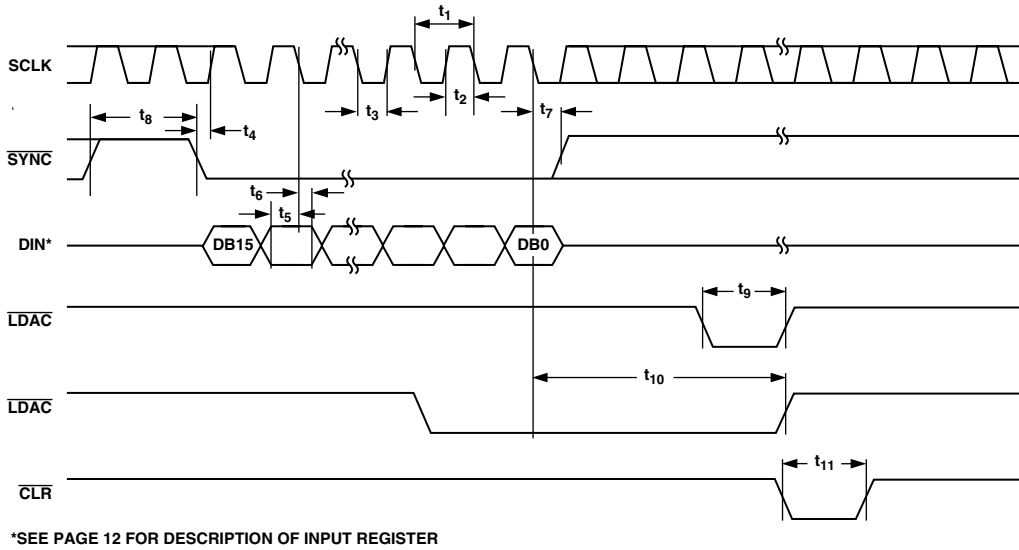 t1
SCLK
t8
t4
t3
t2
t7
SYNC
t6
t5
DIN*
DB15
DB0
t9
LDAC
t10
LDAC
t11
CLR
*SEE PAGE 12 FOR DESCRIPTION OF INPUT REGISTER